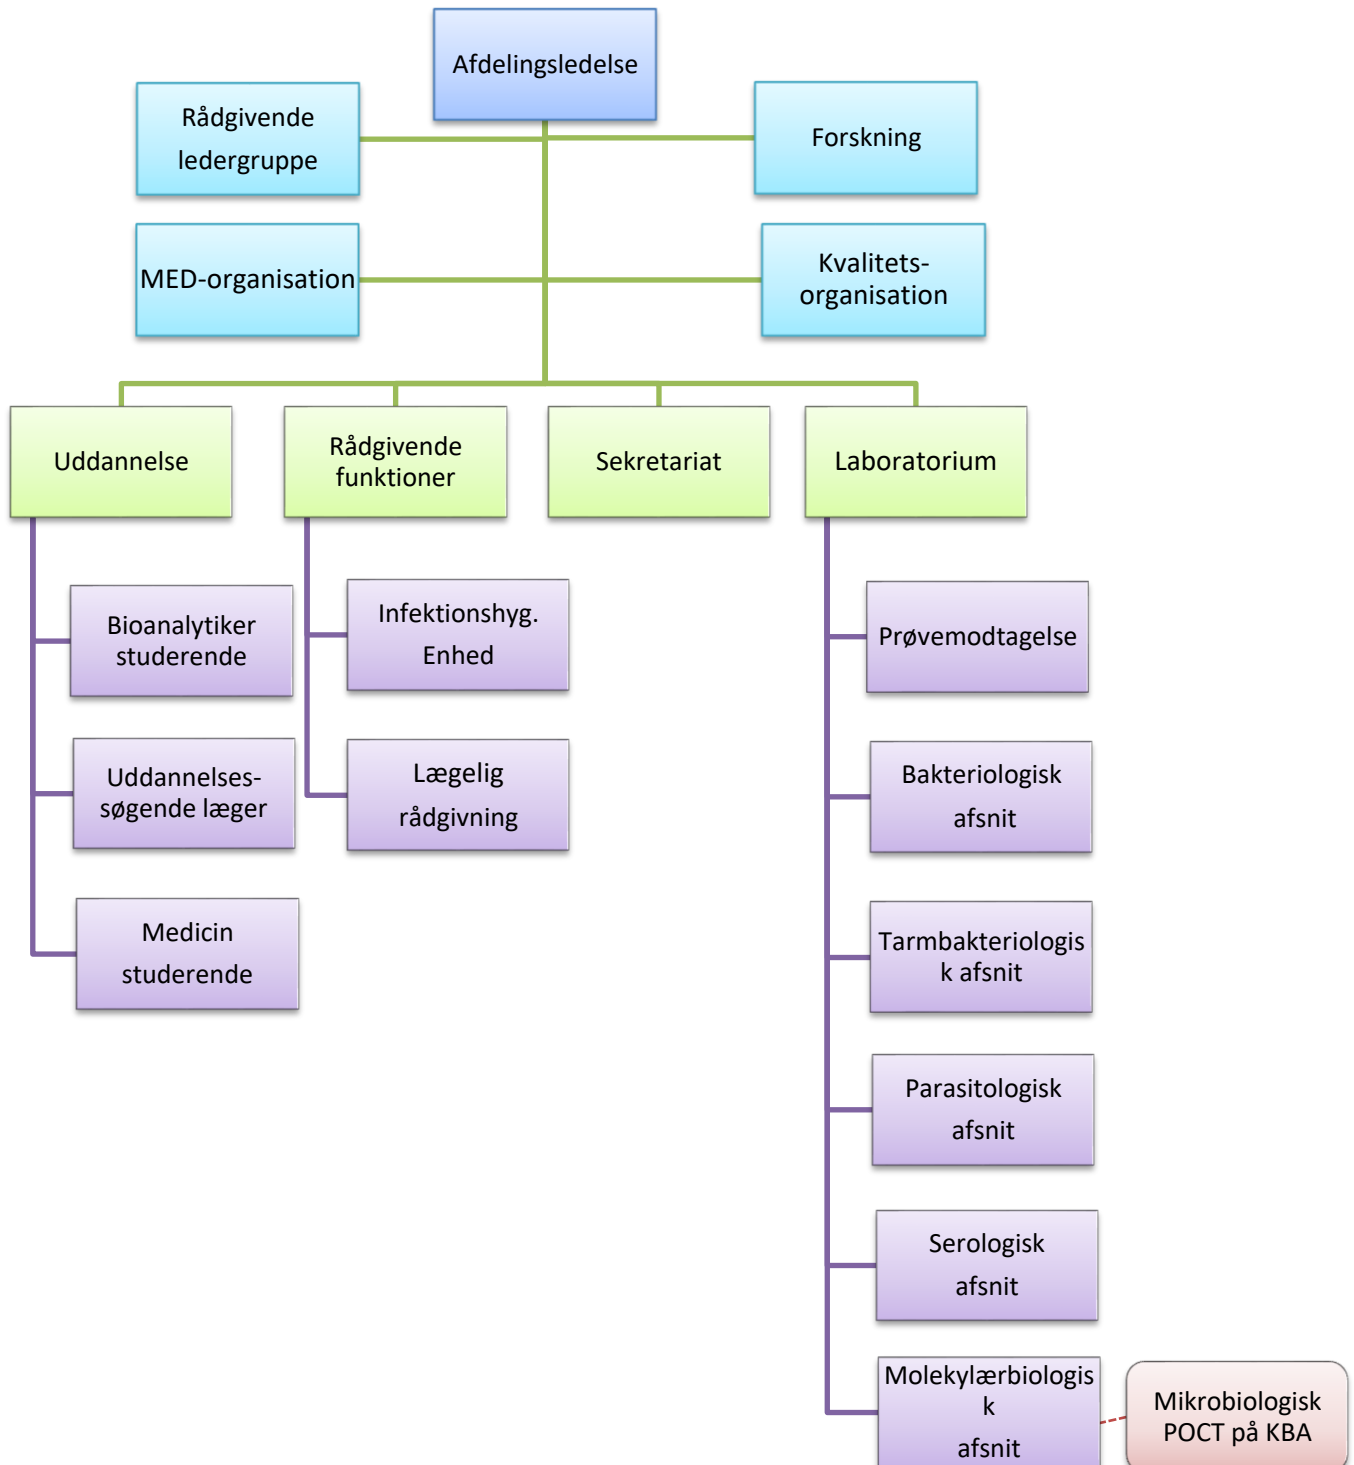 Afdelingsledelse
Rådgivende
ledergruppe
Forskning
MED-organisation
Kvalitets-
organisation
Uddannelse
Rådgivende
funktioner
Sekretariat
Laboratorium
Bioanalytiker
studerende
Uddannelses-
søgende læger
Medicin
studerende
Infektionshyg.
Enhed
Lægelig
rådgivning
Prøvemodtagelse
Bakteriologisk
afsnit
Tarmbakteriologis
k afsnit
Parasitologisk
afsnit
Serologisk
afsnit
Molekylærbiologis
k
afsnit
Mikrobiologisk
POCT på KBA